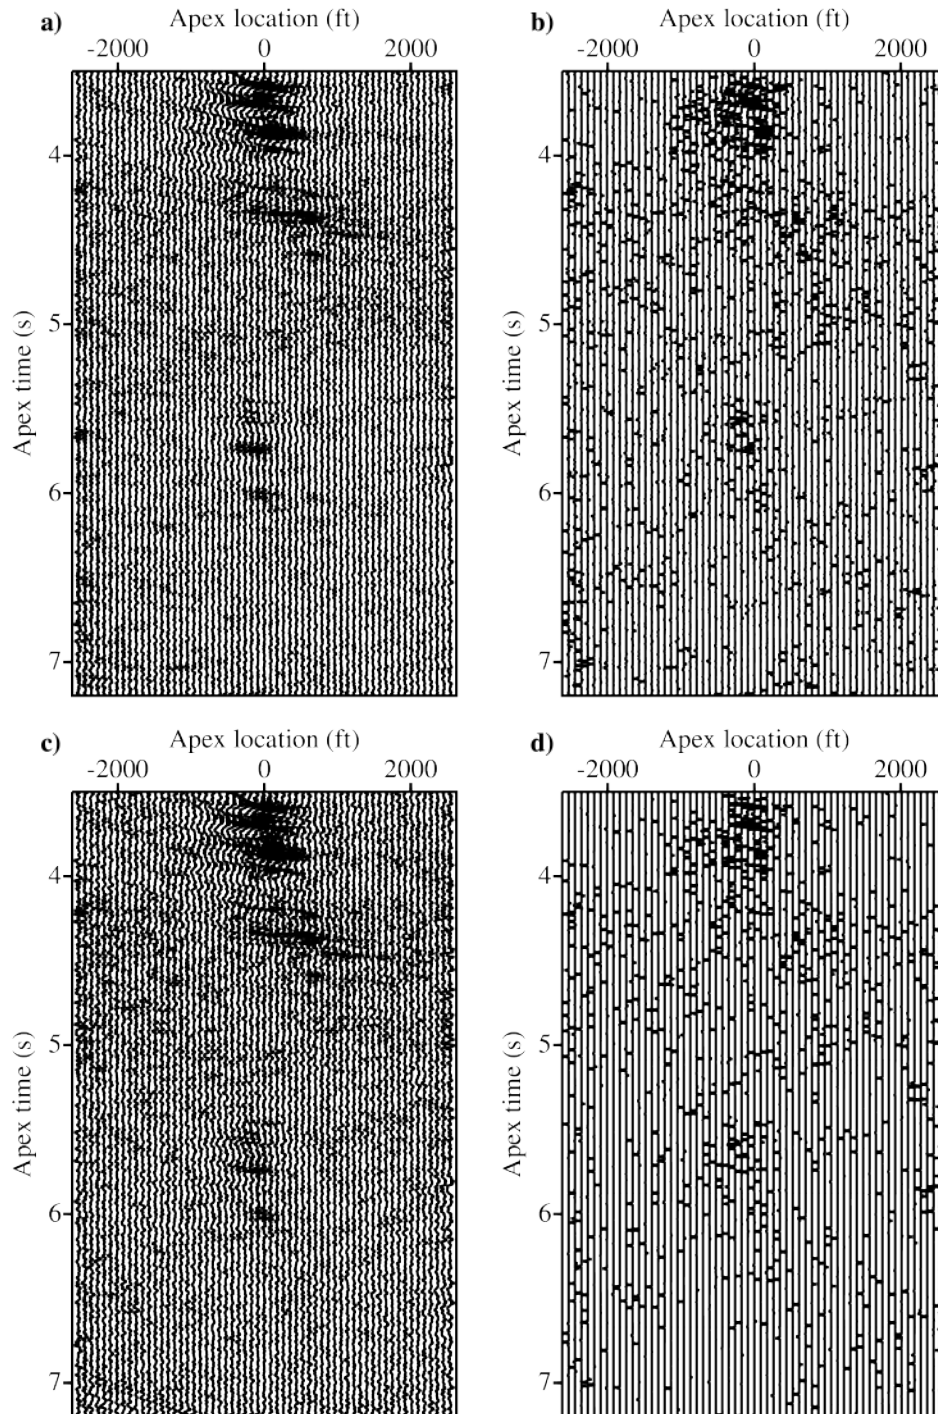 a) Apex location (ft)
-2000 0 2000
Apex time (s)
4
5
6
7
b) Apex location (ft)
-2000 0 2000
Apex time (s)
4
5
6
7
c) Apex location (ft)
-2000 0 2000
Apex time (s)
4
5
6
7
d) Apex location (ft)
-2000 0 2000
Apex time (s)
4
5
6
7